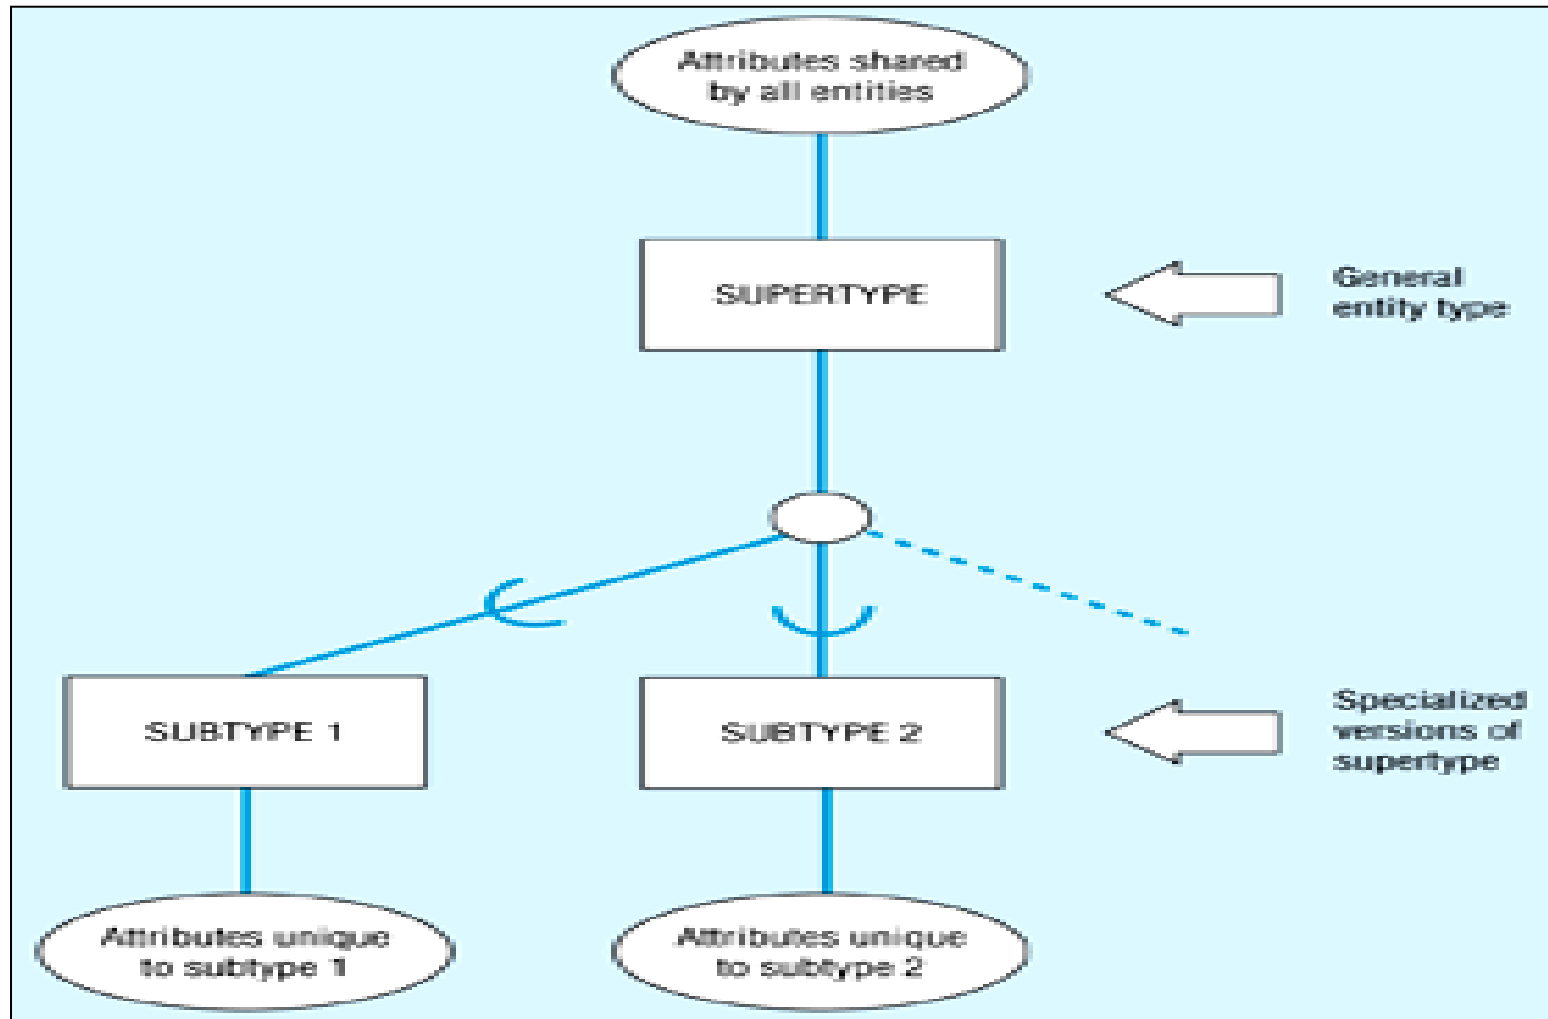 Attributes shared
by all entities
SUPERTYPE
General
entity type
SUBTYPE 1
SUBTYPE 2
Specialized
versions of
supertype
Attributes unique
to subtype 1
Attributes unique
to subtype 2